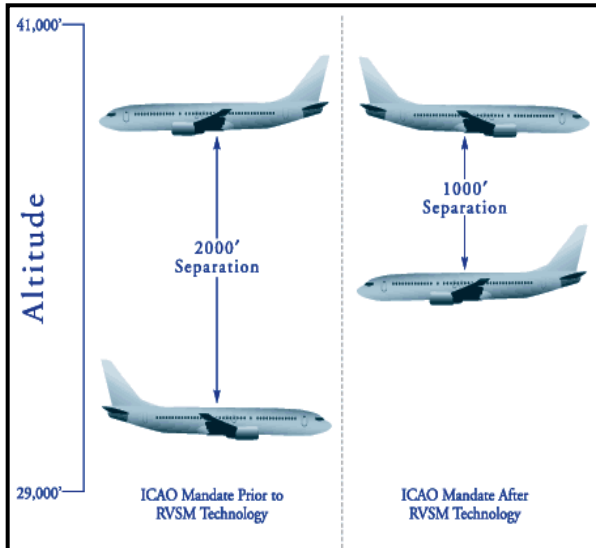 41,000’
Altitude
29,000’
2000’
Separation
ICAO Mandate Prior to
RVSM Technology
1000’
Separation
ICAO Mandate After
RVSM Technology